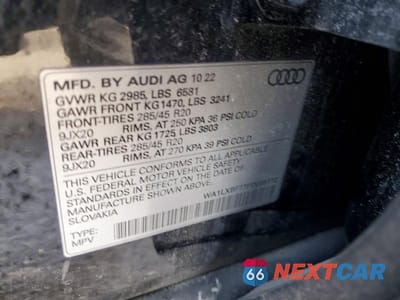 MFD. BY AUDI AG 10 22
GVWR KG 2985, LBS 6581
GAWR FRONT KG1470, LBS 3241
FRONT-TIRES 285/45 R20
9JX20 RIMS, AT 250 KPA 36 PSI COLD
GAWR REAR KG 1725 LBS 3803
REAR-TIRES 285/45 R20
9JX20 RIMS, AT 270 KPA 39 PSI COLD
THIS VEHICLE CONFORMS TO ALL APPLICABLE
U.S. FEDERAL MOTOR VEHICLE SAFETY
STANDARDS IN EFFECT ON THE DATE OF
MANUFACTURE SHOWN ABOVE.
SLOVAKIA
TYPE:
MPV
66 NEXTCAR